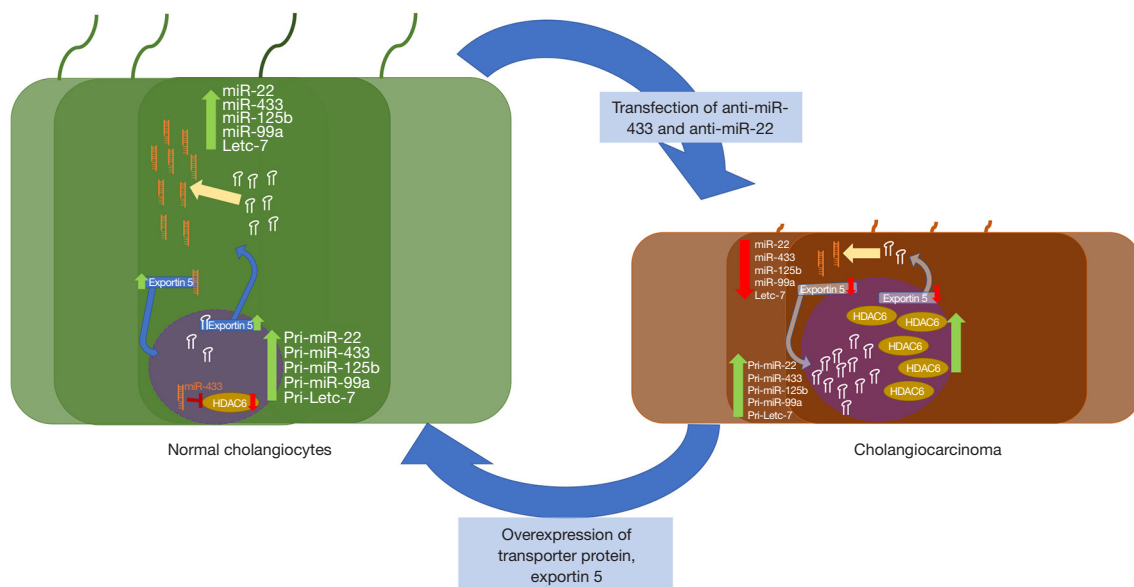 miR-22
miR-433
miR-125b
miR-99a
Letc-7
Exportin 5
Exportin 5
Pri-miR-22
Pri-miR-433
Pri-miR-125b
Pri-miR-99a
Pri-Letc-7
miR-433
HDAC6
Normal cholangiocytes
Transfection of anti-miR-
433 and anti-miR-22
miR-22
miR-433
miR-125b
miR-99a
Letc-7
Exportin 5
Exportin 5
HDAC6
HDAC6
HDAC6
HDAC6
HDAC6
Pri-miR-22
Pri-miR-433
Pri-miR-125b
Pri-miR-99a
Pri-Letc-7
Cholangiocarcinoma
Overexpression of
transporter protein,
exportin 5